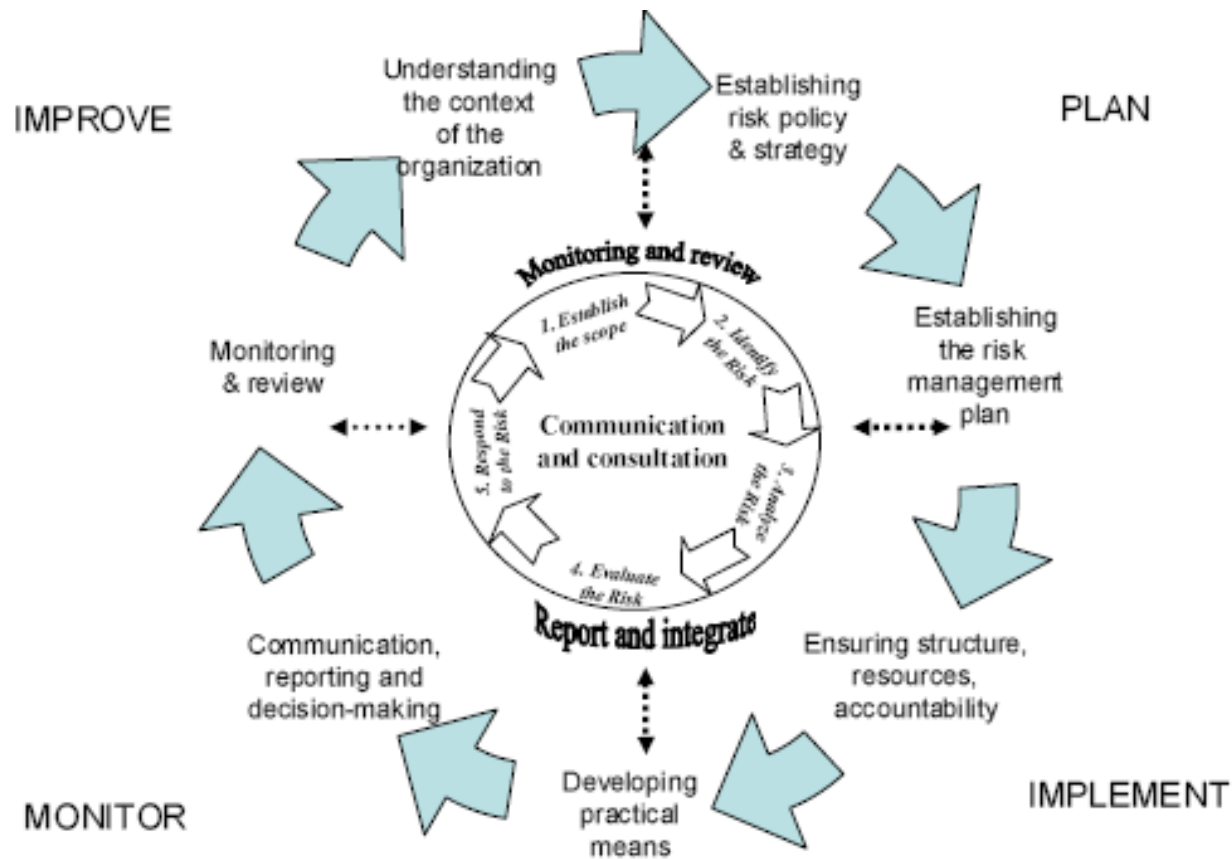 Understanding
the context
of the
organization
Establishing
risk policy
& strategy
IMPROVE
PLAN
Monitoring and review
1. Establish
the scope
2. Identify
the Risk
Establishing
the risk
management
plan
Monitoring
& review
Communication
and consultation
5. Respond
to the Risk
3. Analyze
the Risk
4. Evaluate
the Risk
Report and integrate
Communication,
reporting and
decision-making
Ensuring structure,
resources,
accountability
Developing
practical
means
MONITOR
IMPLEMENT